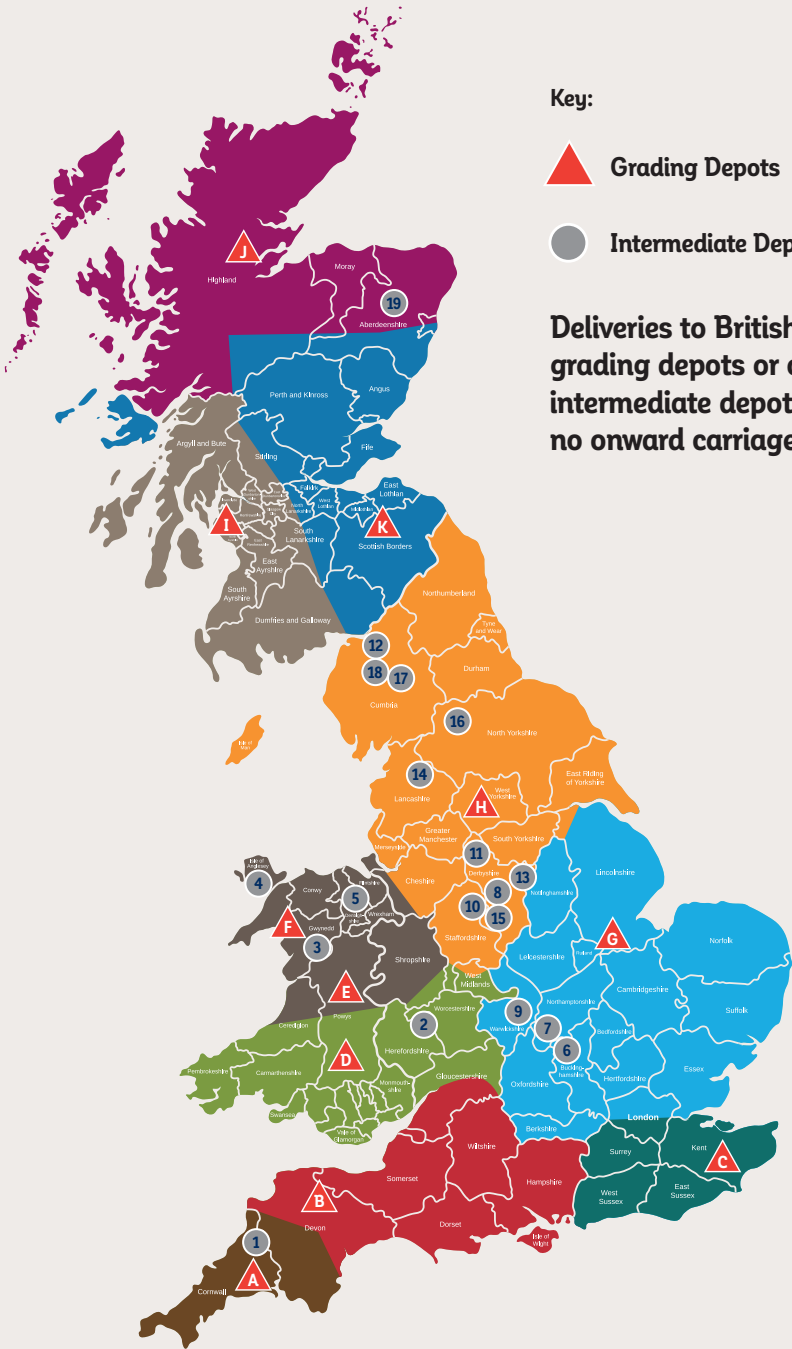 Key:
Grading Depots
Intermediate Dep
Deliveries to British
grading depots or
intermediate depot
no onward carriage
J
Highland
Moray
19
Aberdeenshire
Perth and Kinross
Angus
Argyll and Bute
Stirling
Fife
Falkirk
East
Lothian
West
Lothian
Midlothian
North
Lanarkshire
I
K
South
Lanarkshire
Scottish Borders
East
Ayrshire
South
Ayrshire
Dumfries and Galloway
Northumberland
Tyne
and Wear
12
18
17
Durham
Cumbria
16
North Yorkshire
Isle of
Man
14
Lancashire
East Riding
of Yorkshire
West
Yorkshire
H
Greater
Manchester
South Yorkshire
Merseyside
11
Isle of
Anglesey
4
Conwy
Flintshire
5
Wrexham
Cheshire
Derbyshire
13
8
10
15
Nottinghamshire
Lincolnshire
F
Gwynedd
3
Staffordshire
G
Norfolk
Shropshire
Leicestershire
Rutland
E
West
Midlands
Cambridgeshire
Suffolk
Powys
Ceredigion
Worcestershire
2
9
Warwickshire
Northamptonshire
7
Bedfordshire
6
Herefordshire
D
Bucking
hamshire
Pembrokeshire
Carmarthenshire
Monmouth-
shire
Gloucestershire
Oxfordshire
Hertfordshire
Essex
Swansea
Vale of
Glamorgan
Berkshire
London
Wiltshire
Surrey
Kent
C
Somerset
Hampshire
West
Sussex
East
Sussex
B
Devon
Dorset
Isle of
Wight
1
A
Cornwall